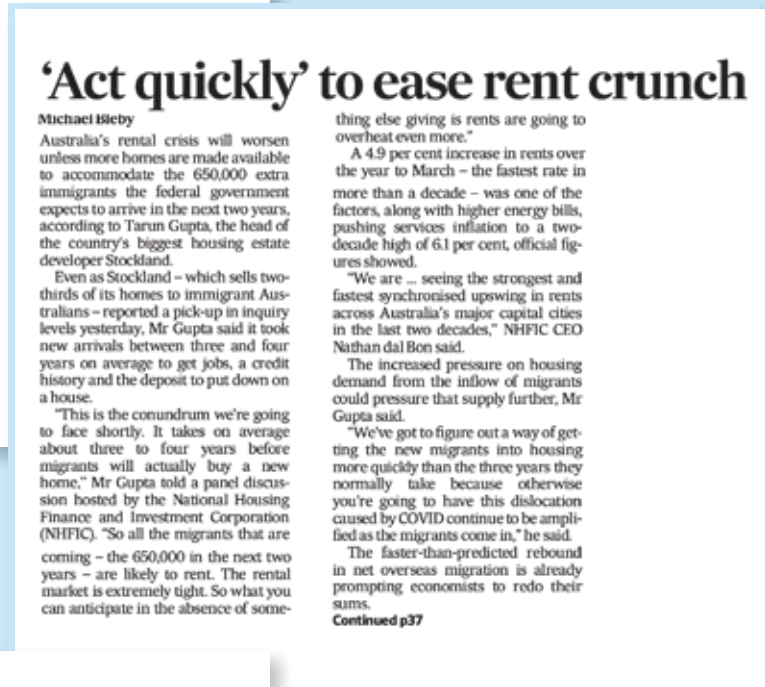 ‘Act quickly’ to ease rent crunch
Michael Bleby
Australia’s rental crisis will worsen
unless more homes are made available
to accommodate the 650,000 extra
immigrants the federal government
expects to arrive in the next two years,
according to Tarun Gupta, the head of
the country’s biggest housing estate
developer Stockland.
Even as Stockland – which sells two-
thirds of its homes to immigrant Aus-
tralians – reported a pick-up in inquiry
levels yesterday, Mr Gupta said it took
new arrivals between three and four
years on average to get jobs, a credit
history and the deposit to put down on
a house.
“This is the conundrum we’re going
to face shortly. It takes on average
about three to four years before
migrants will actually buy a new
home,” Mr Gupta told a panel discus-
sion hosted by the National Housing
Finance and Investment Corporation
(NHFIC). “So all the migrants that are
coming – the 650,000 in the next two
years – are likely to rent. The rental
market is extremely tight. So what you
can anticipate in the absence of some-
thing else giving is rents are going to
overheat even more.”
A 4.9 per cent increase in rents over
the year to March – the fastest rate in
more than a decade – was one of the
factors, along with higher energy bills,
pushing services inflation to a two-
decade high of 6.1 per cent, official fig-
ures showed.
“We are ... seeing the strongest and
fastest synchronised upswing in rents
across Australia’s major capital cities
in the last two decades,” NHFIC CEO
Nathan dal Bon said.
The increased pressure on housing
demand from the inflow of migrants
could pressure that supply further, Mr
Gupta said.
“We’ve got to figure out a way of get-
ting the new migrants into housing
more quickly than the three years they
normally take because otherwise
you’re going to have this dislocation
caused by COVID continue to be ampli-
fied as the migrants come in,” he said.
The faster-than-predicted rebound
in net overseas migration is already
prompting economists to redo their
sums.
Continued p37